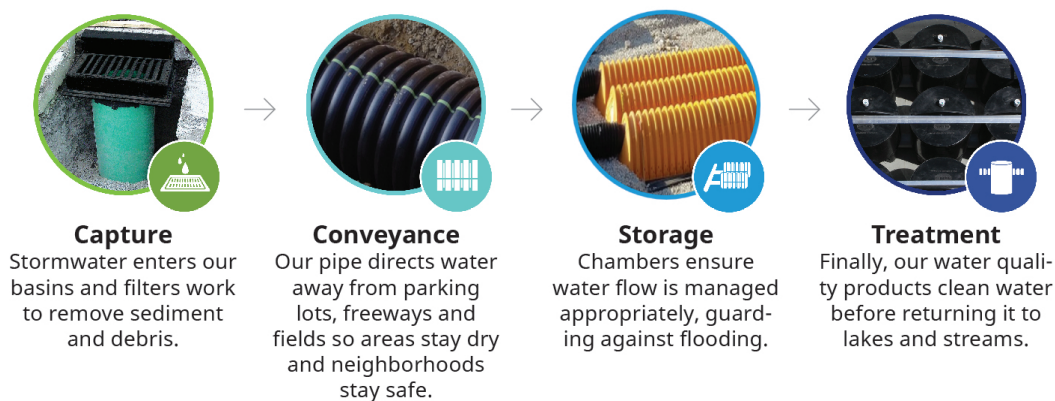 Capture
Stormwater enters our
basins and filters work
to remove sediment
and debris.
Conveyance
Our pipe directs water
away from parking
lots, freeways and
fields so areas stay dry
and neighborhoods
stay safe.
Storage
Chambers ensure
water flow is managed
appropriately, guard-
ing against flooding.
Treatment
Finally, our water quali-
ty products clean water
before returning it to
lakes and streams.